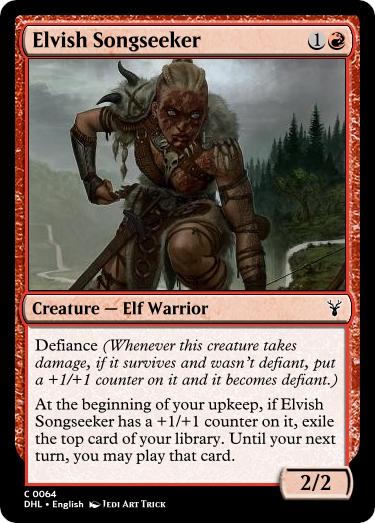 Elvish Songseeker 1
Creature — Elf Warrior
Defiance (Whenever this creature takes
damage, if it survives and wasn't defiant, put
a +1/+1 counter on it and it becomes defiant.)
At the beginning of your upkeep, if Elvish
Songseeker has a +1/+1 counter on it, exile
the top card of your library. Until your next
turn, you may play that card.
2/2
C 0064
DHL • English Jedi Art Trick